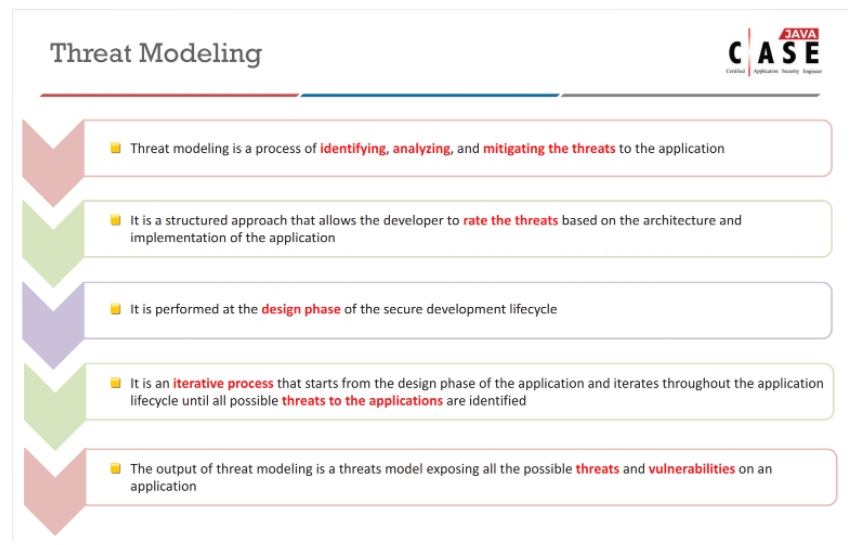 Threat Modeling
JAVA
CASE
Certified Application Security Engineer
Threat modeling is a process of identifying, analyzing, and mitigating the threats to the application
It is a structured approach that allows the developer to rate the threats based on the architecture and
implementation of the application
It is performed at the design phase of the secure development lifecycle
It is an iterative process that starts from the design phase of the application and iterates throughout the application
lifecycle until all possible threats to the applications are identified
The output of threat modeling is a threats model exposing all the possible threats and vulnerabilities on an
application